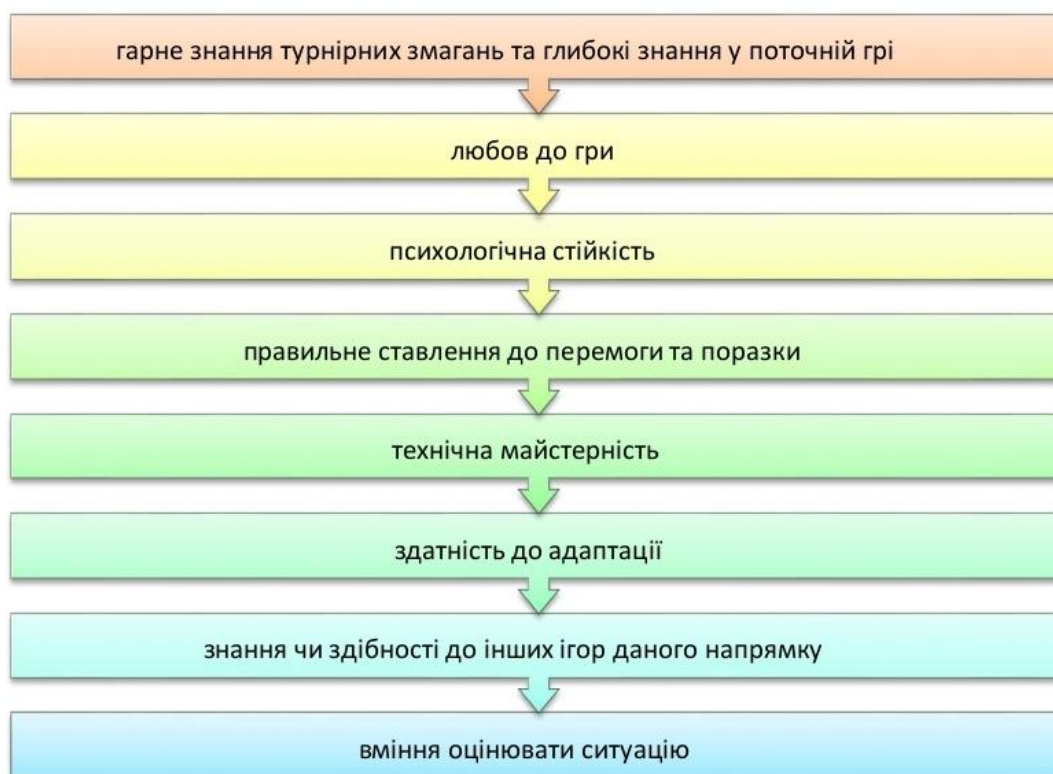 гарне знання турнірних змагань та глибокі знання у поточній грі
любов до гри
психологічна стійкість
правильне ставлення до перемоги та поразки
технічна майстерність
здатність до адаптації
знання чи здібності до інших ігор даного напрямку
вміння оцінювати ситуацію